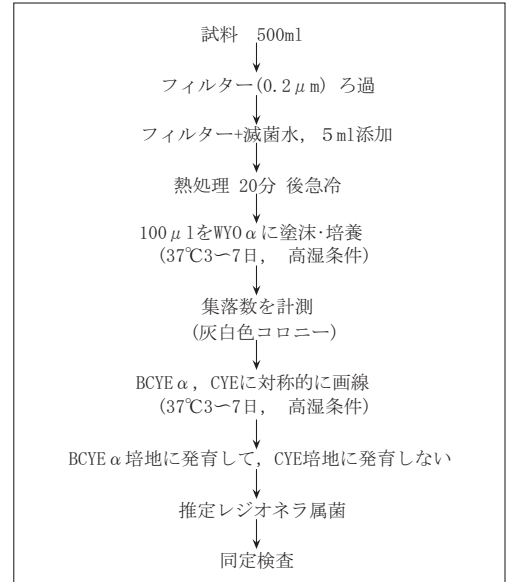 試料　500ml
フィルター(0.2μm) ろ過
フィルター+滅菌水, 5ml添加
熱処理 20分 後急冷
100μlをWYOαに塗沫･培養
(37℃3〜7日, 高湿条件)
集落数を計測
(灰白色コロニー)
BCYEα, CYEに対称的に画線
(37℃3〜7日, 高湿条件)
BCYEα培地に発育して, CYE培地に発育しない
推定レジオネラ属菌
同定検査